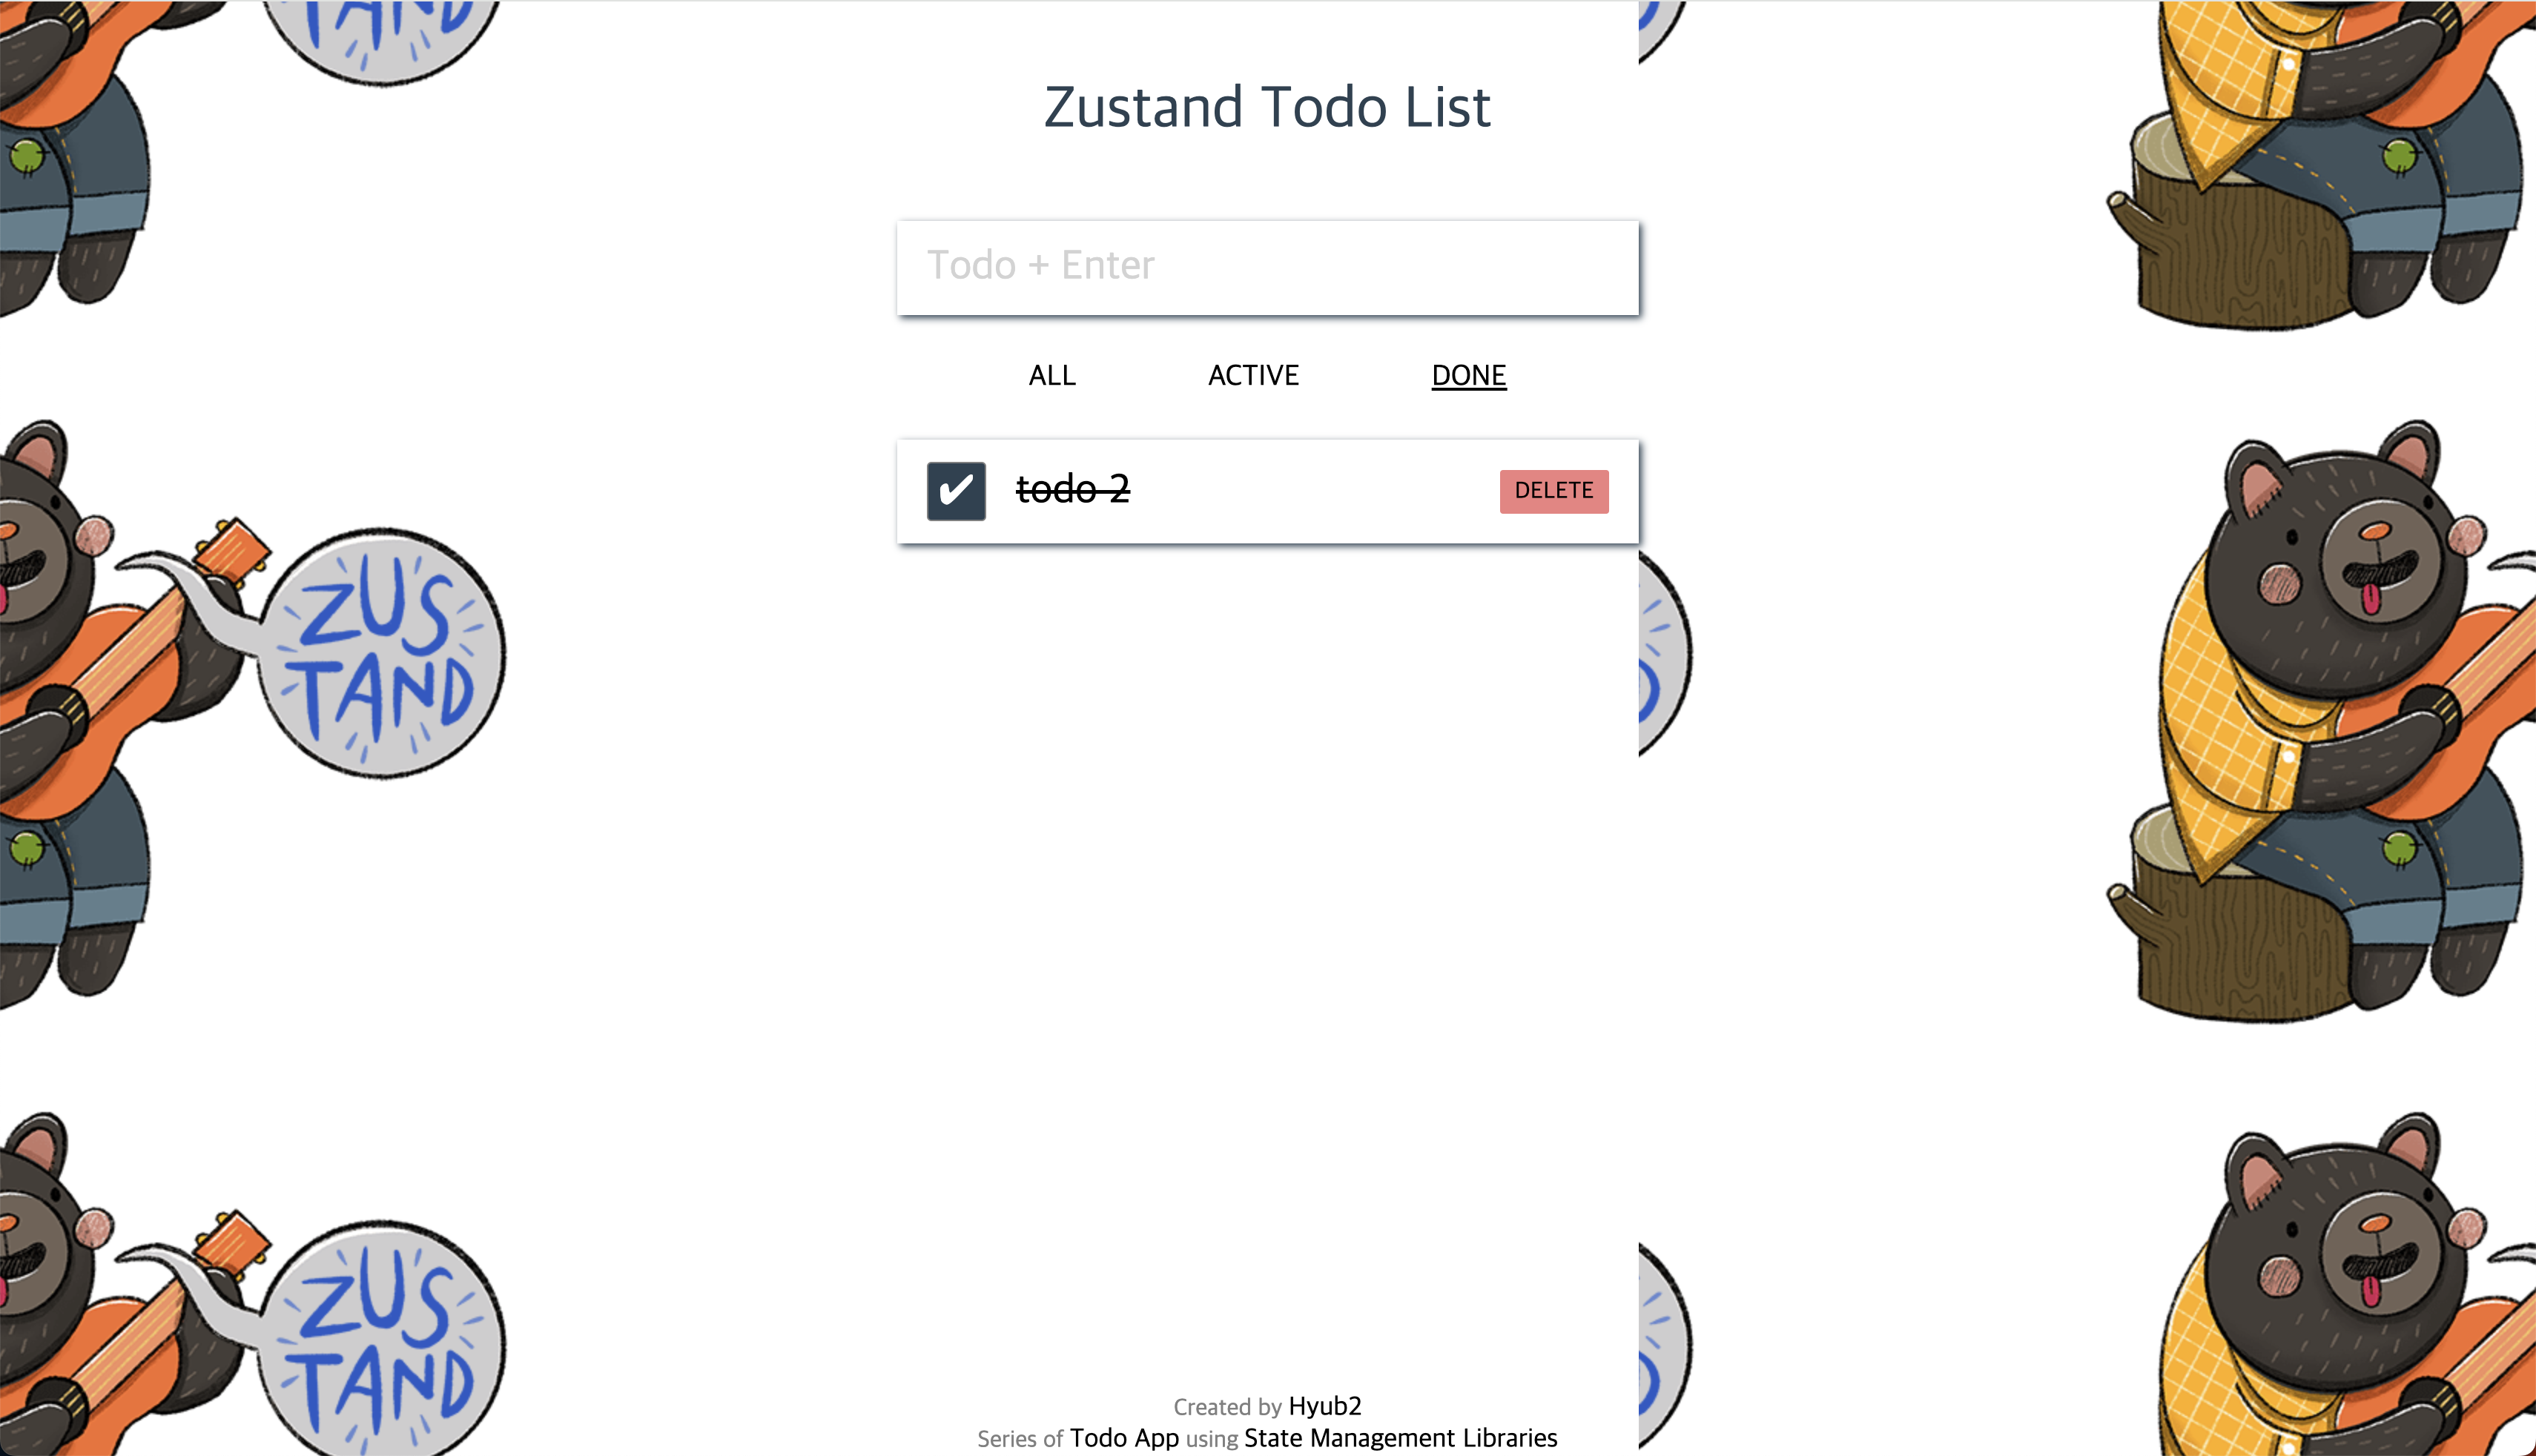 TAND
Zustand Todo List
Todo + Enter
ALL ACTIVE DONE
✔ todo 2 DELETE
ZUS
TAND
ZUS
TAND
Created by Hyub2
Series of Todo App using State Management Libraries